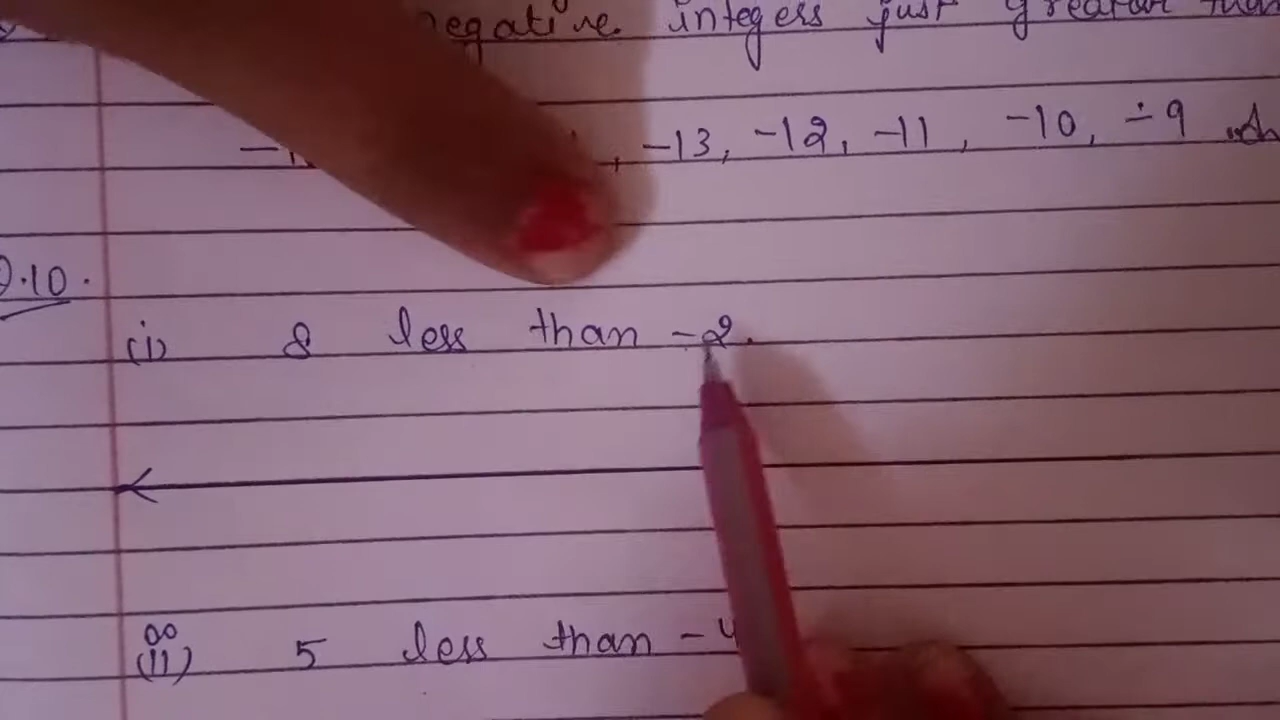 integers just greater than
, -13, -12, -11, -10, -9
Q.10.
(i) 8 less than -2.
(ii) 5 less than -4